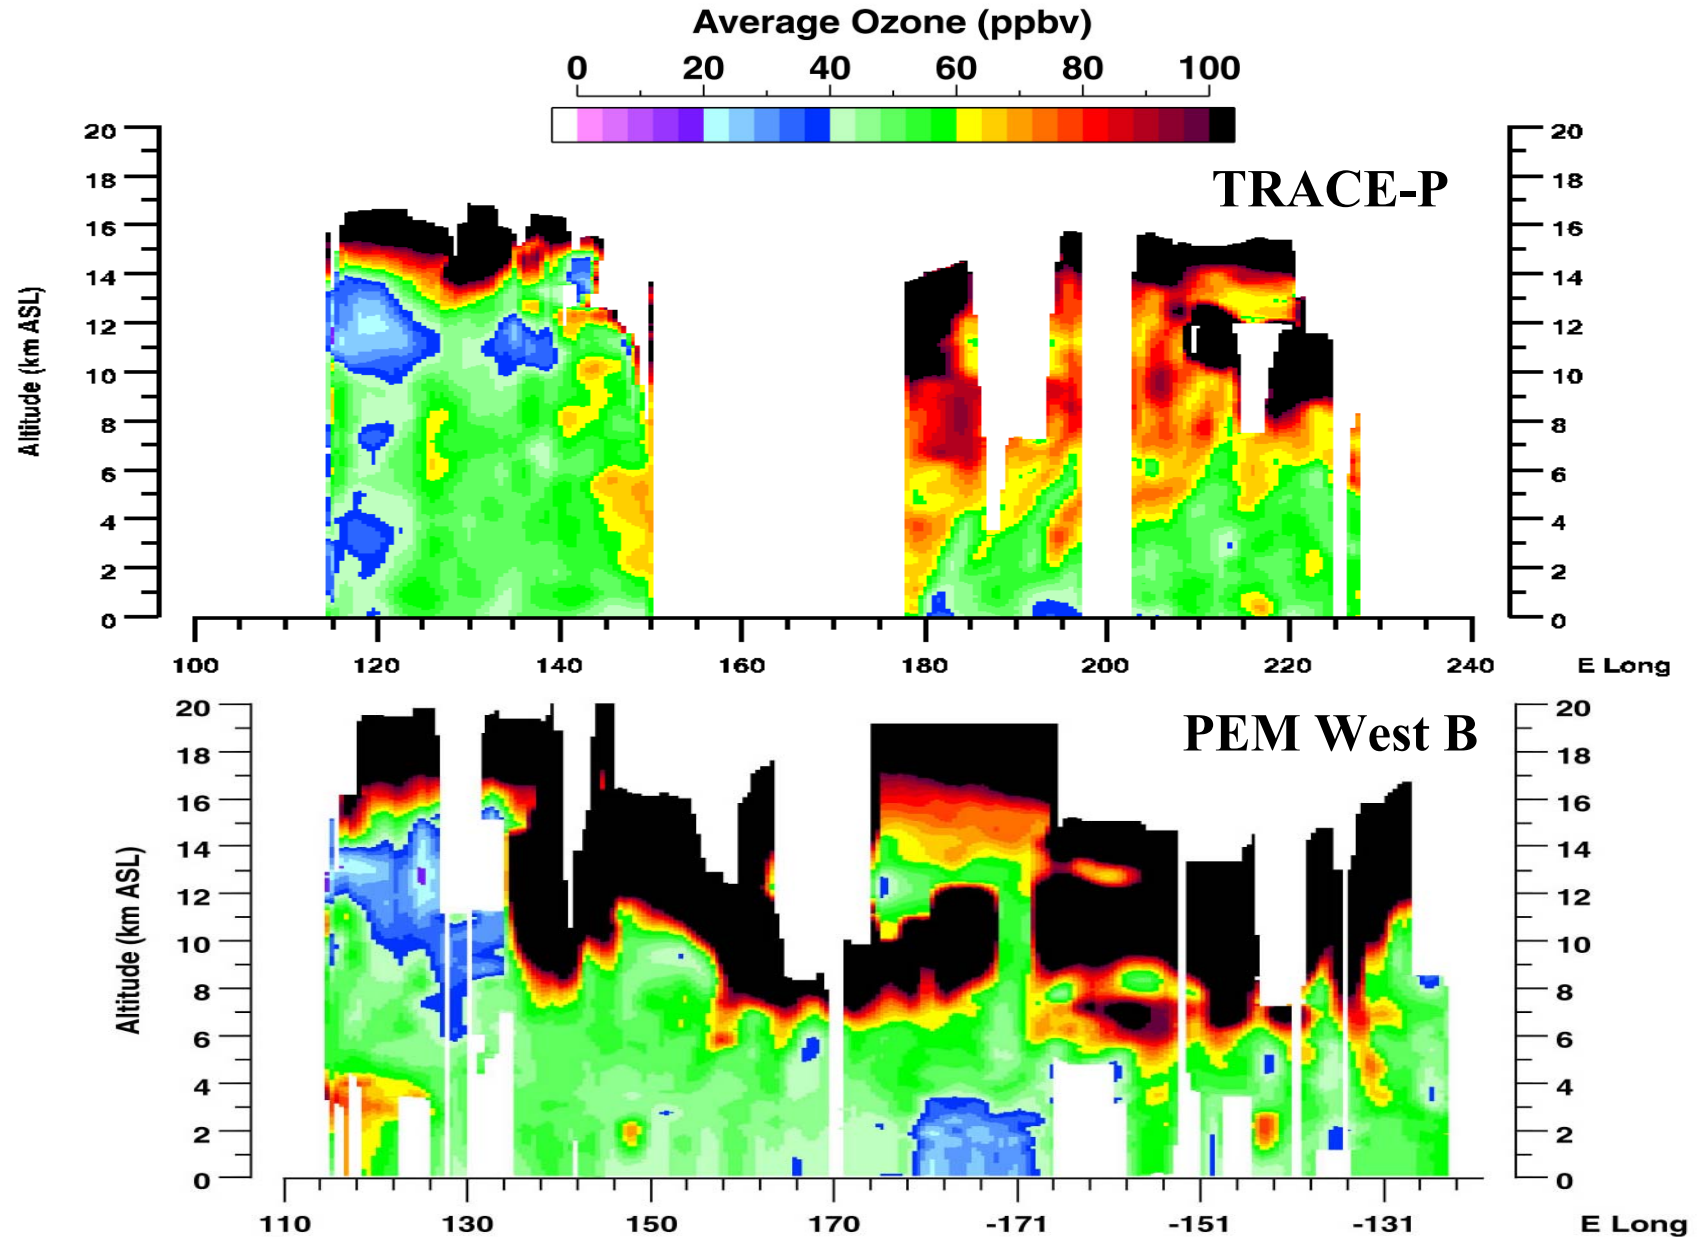 Average Ozone (ppbv)
0 20 40 60 80 100
TRACE-P
20 20
18 18
16 16
14 14
12 12
10 10
8 8
6 6
4 4
2 2
0 0
Altitude (km ASL)
100 120 140 160 180 200 220 240 E Long
PEM West B
20 20
18 18
16 16
14 14
12 12
10 10
8 8
6 6
4 4
2 2
0 0
Altitude (km ASL)
110 130 150 170 -171 -151 -131 E Long